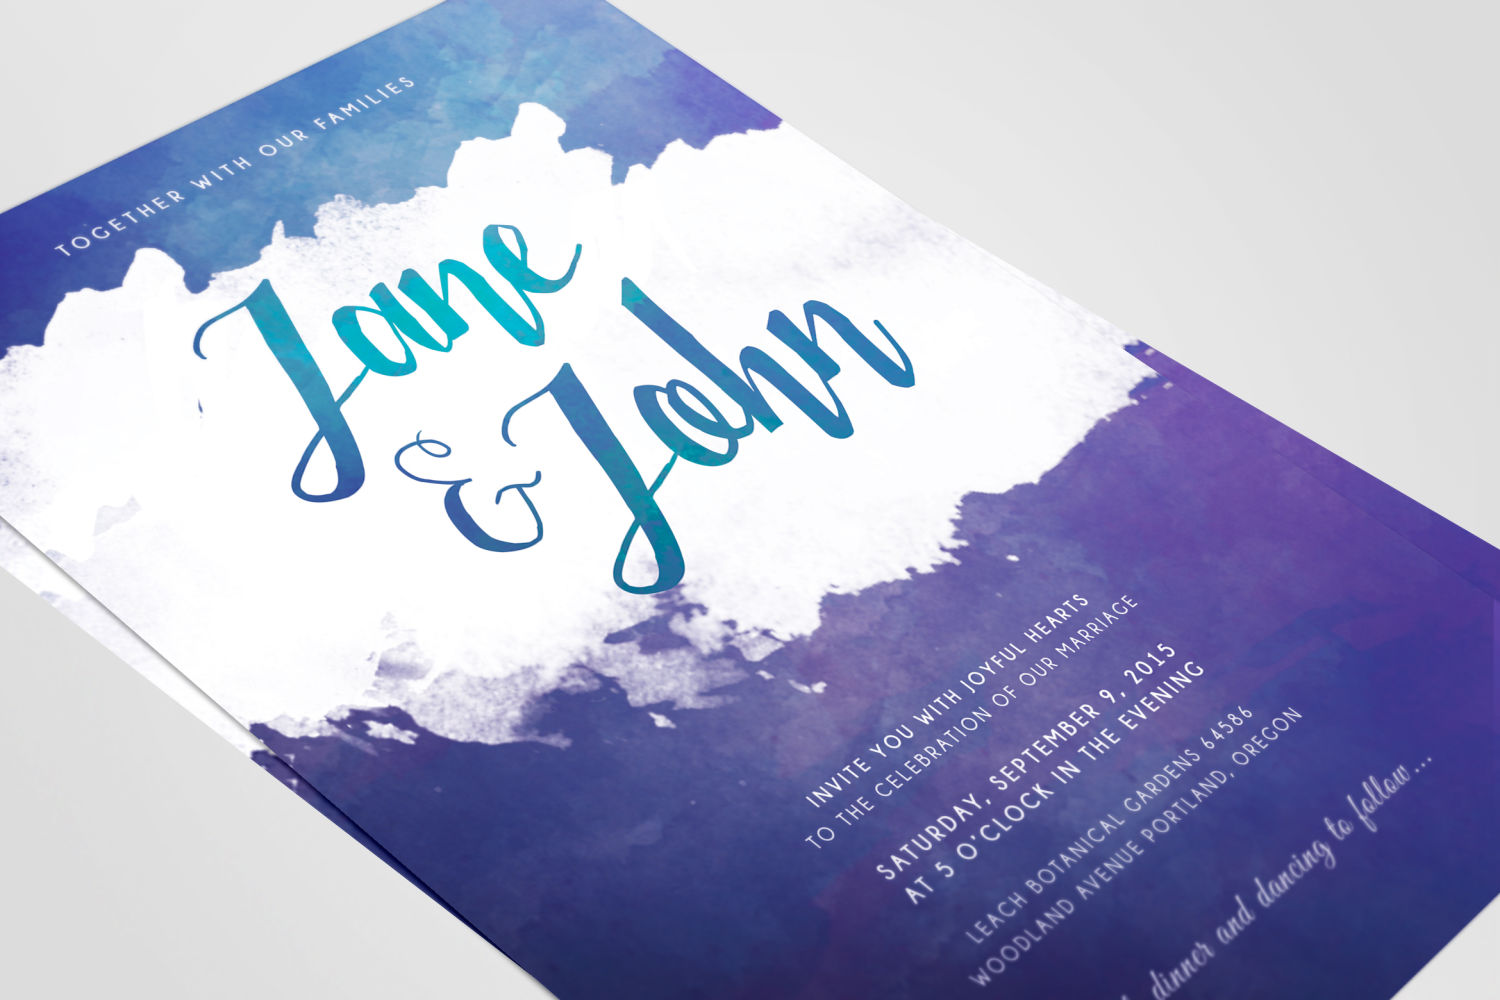 TOGETHER WITH OUR FAMILIES
Jane
& John
INVITE YOU WITH JOYFUL HEARTS
TO THE CELEBRATION OF OUR MARRIAGE
SATURDAY, SEPTEMBER 9, 2015
AT 5 O'CLOCK IN THE EVENING
LEACH BOTANICAL GARDENS 64586
WOODLAND AVENUE PORTLAND, OREGON
dinner and dancing to follow...